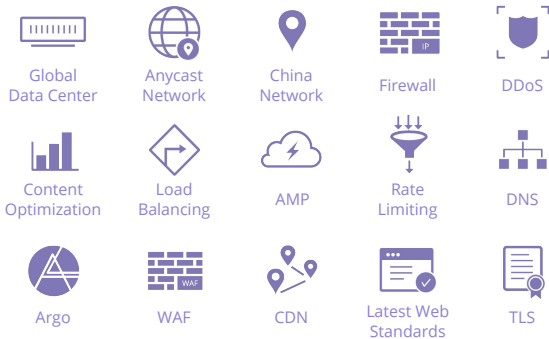 IP
Global
Data Center
Anycast
Network
China
Network
Firewall
DDoS
Content
Optimization
Load
Balancing
AMP
Rate
Limiting
DNS
WAF
Argo
WAF
CDN
Latest Web
Standards
TLS